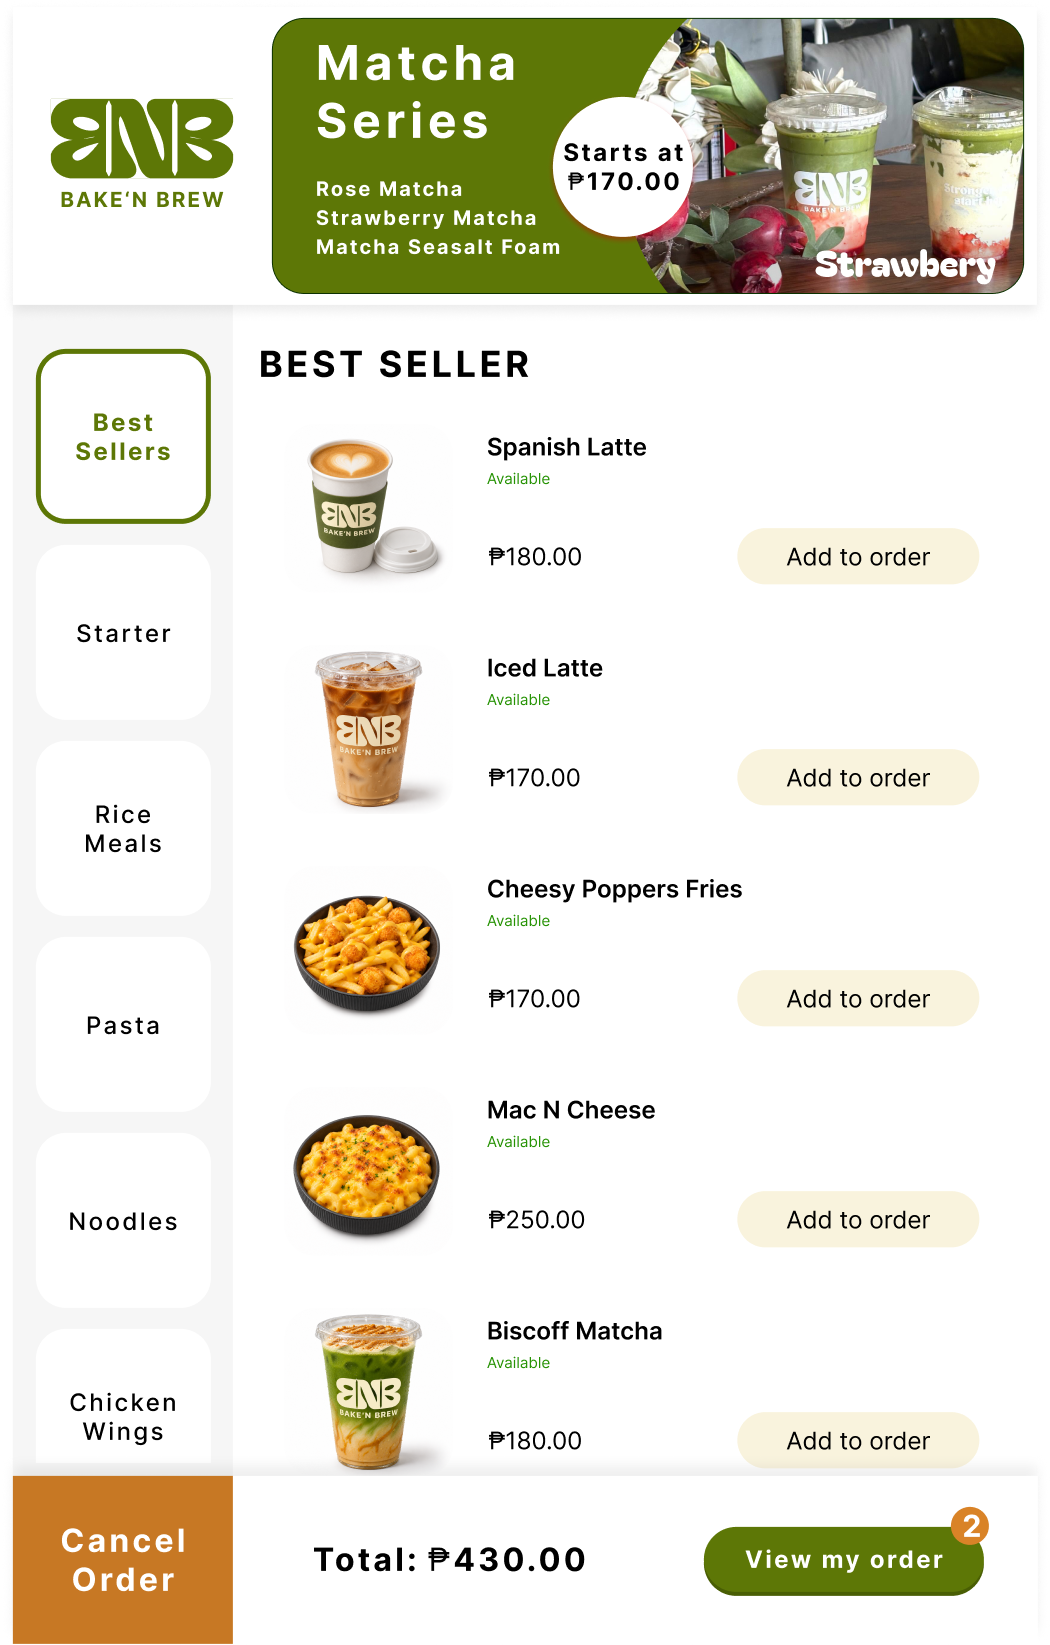 BNB
BAKE'N BREW
Matcha
Series
Rose Matcha
Strawberry Matcha
Matcha Seasalt Foam
Starts at
₱170.00
BNB
BAKE'N BREW
Strawbery
BEST SELLER
Best
Sellers
Starter
Rice
Meals
Pasta
Noodles
Chicken
Wings
BNB
BAKE'N BREW
Spanish Latte
Available
₱180.00
Add to order
BNB
BAKE'N BREW
Iced Latte
Available
₱170.00
Add to order
Cheesy Poppers Fries
Available
₱170.00
Add to order
Mac N Cheese
Available
₱250.00
Add to order
BNB
BAKE'N BREW
Biscoff Matcha
Available
₱180.00
Add to order
Cancel
Order
Total: ₱430.00
View my order
2